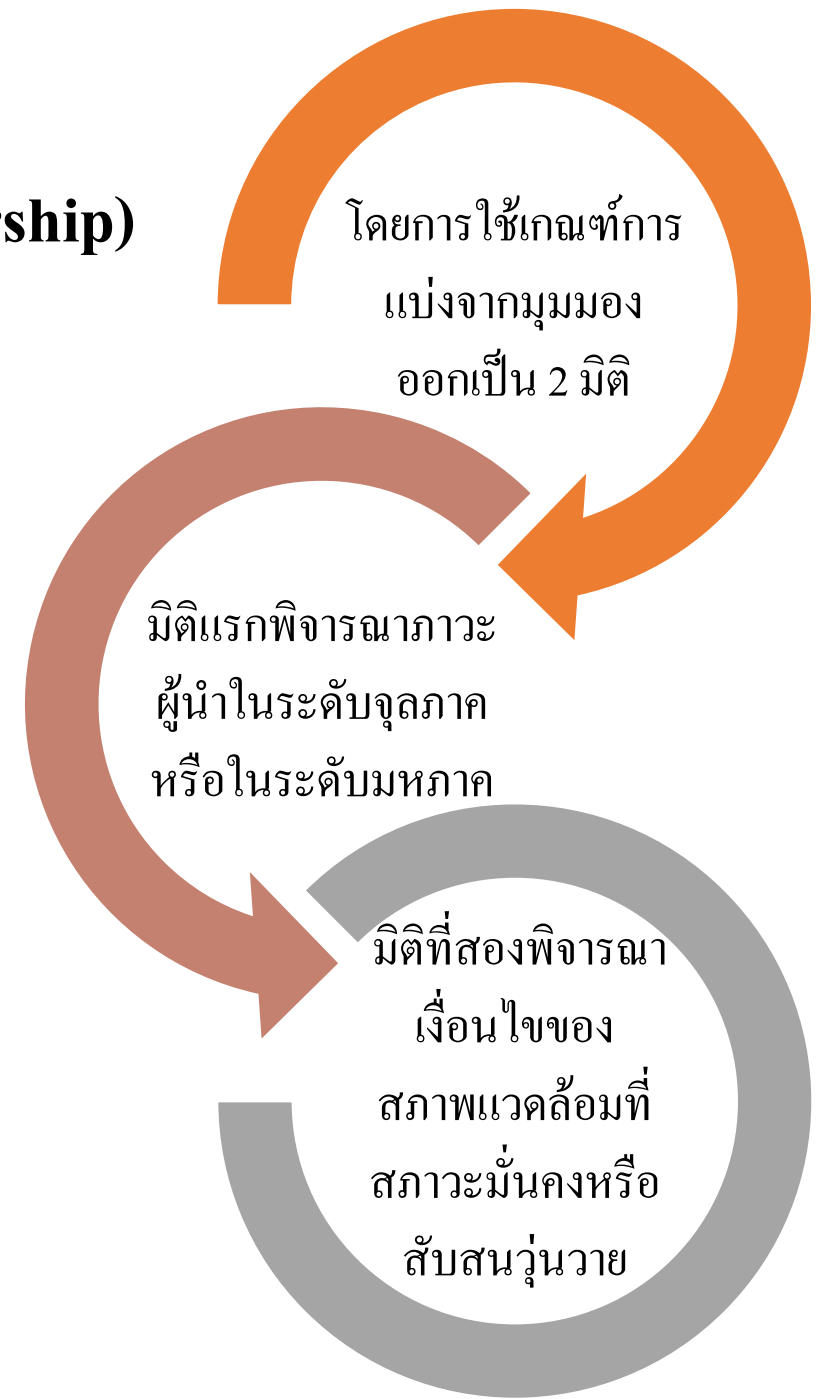 rship)
โดยการใช้เกณฑ์การ
แบ่งจากมุมมอง
ออกเป็น 2 มิติ
มิติแรกพิจารณาภาวะ
ผู้นำในระดับจุลภาค
หรือในระดับมหภาค
มิติที่สองพิจารณา
เงื่อนไขของ
สภาพแวดล้อมที่
สภาวะมั่นคงหรือ
สับสนวุ่นวาย